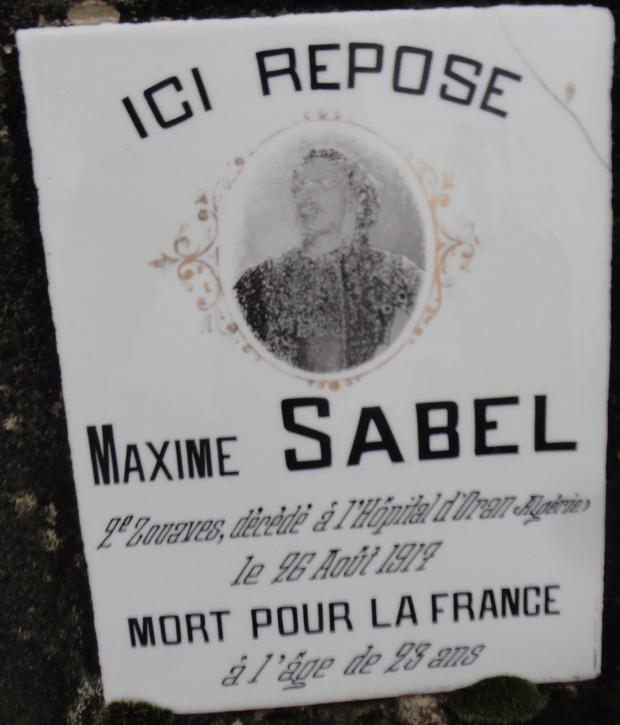 ICI REPOSE
MAXIME SABEL
2e Zouaves, décédé à l'Hôpital d'Oran (Algérie)
le 26 Août 1917
MORT POUR LA FRANCE
à l'âge de 23 ans